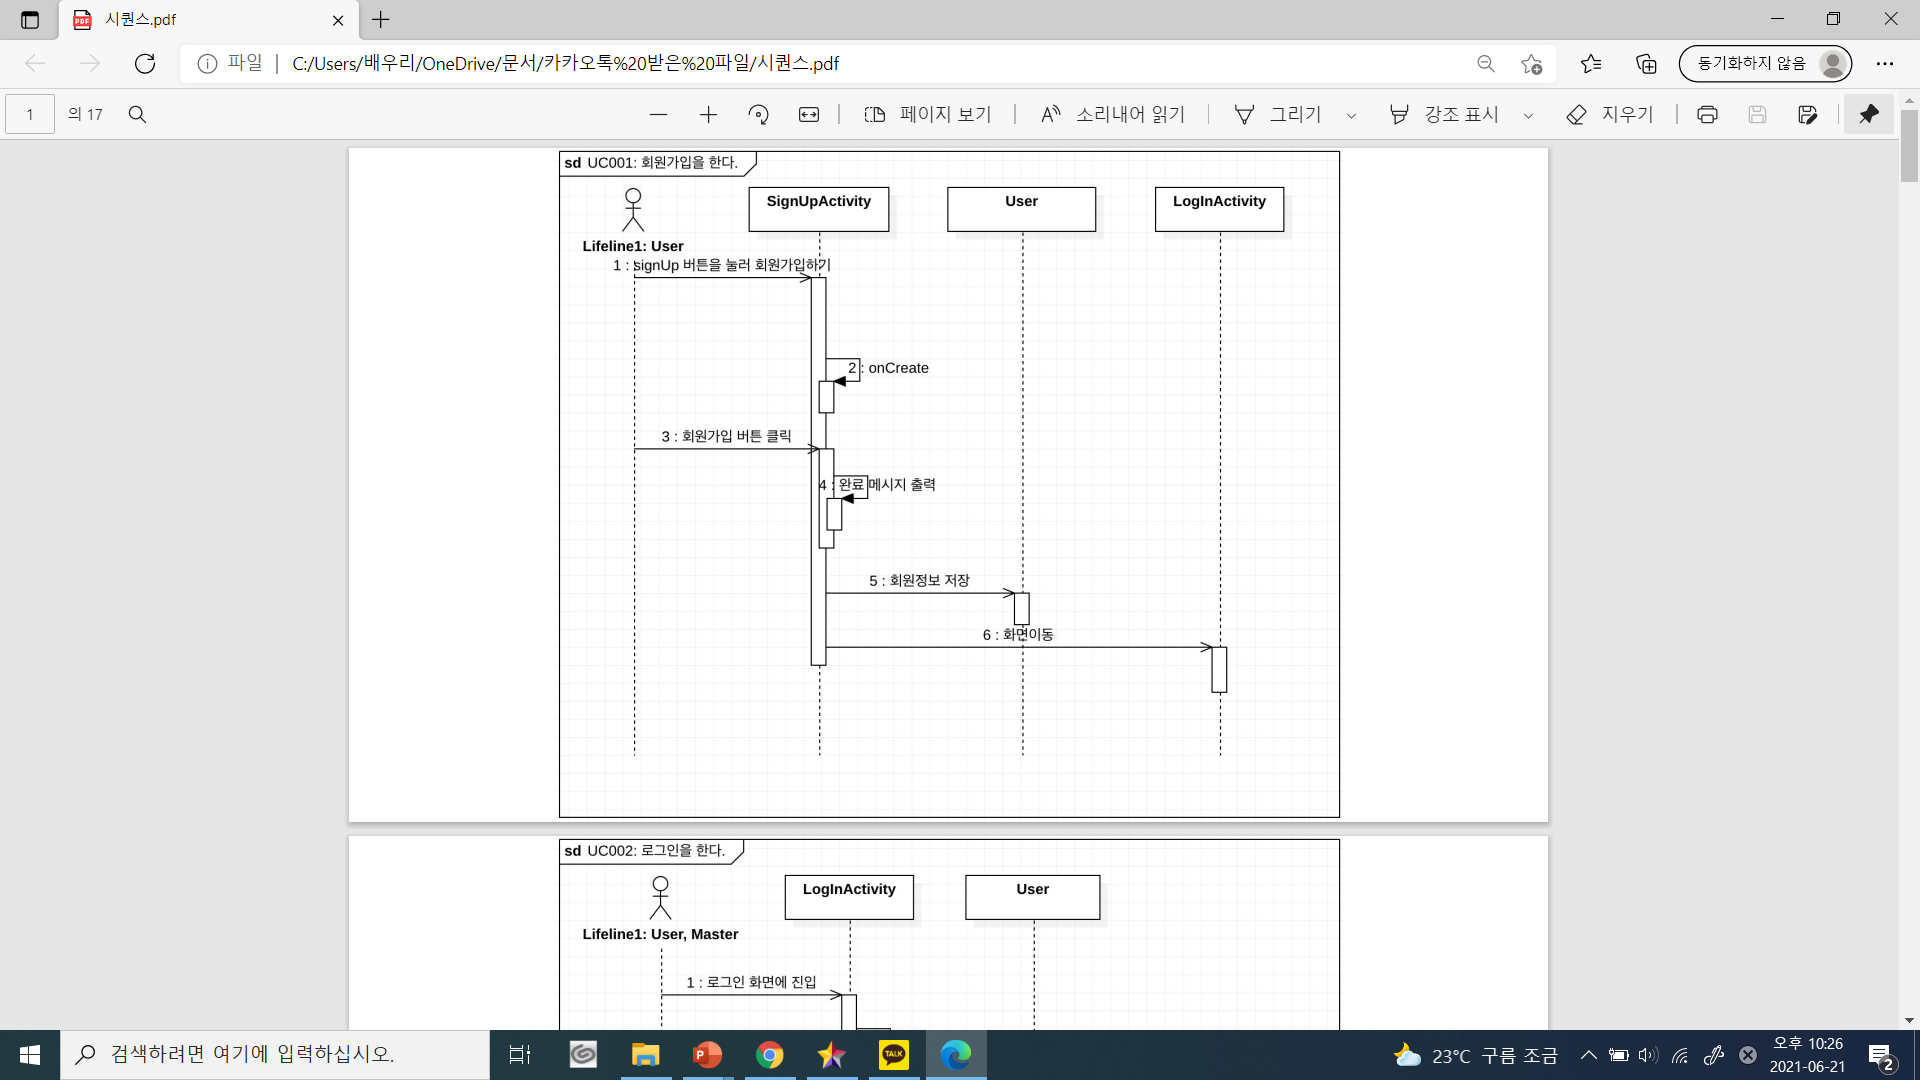 시퀀스.pdf
파일
C:/Users/배우리/OneDrive/문서/카카오톡%20받은%20파일/시퀀스.pdf
동기화하지 않음
1 의 17
페이지 보기
소리내어 읽기
그리기
강조 표시
지우기
sd UC001: 회원가입을 한다.
SignUpActivity
User
LogInActivity
Lifeline1: User
1 : signUp 버튼을 눌러 회원가입하기
2 : onCreate
3 : 회원가입 버튼 클릭
4 : 완료 메시지 출력
5 : 회원정보 저장
6 : 화면이동
sd UC002: 로그인을 한다.
LogInActivity
User
Lifeline1: User, Master
1 : 로그인 화면에 진입
검색하려면 여기에 입력하십시오.
TALK
23°C 구름 조금
오후 10:26
2021-06-21
2